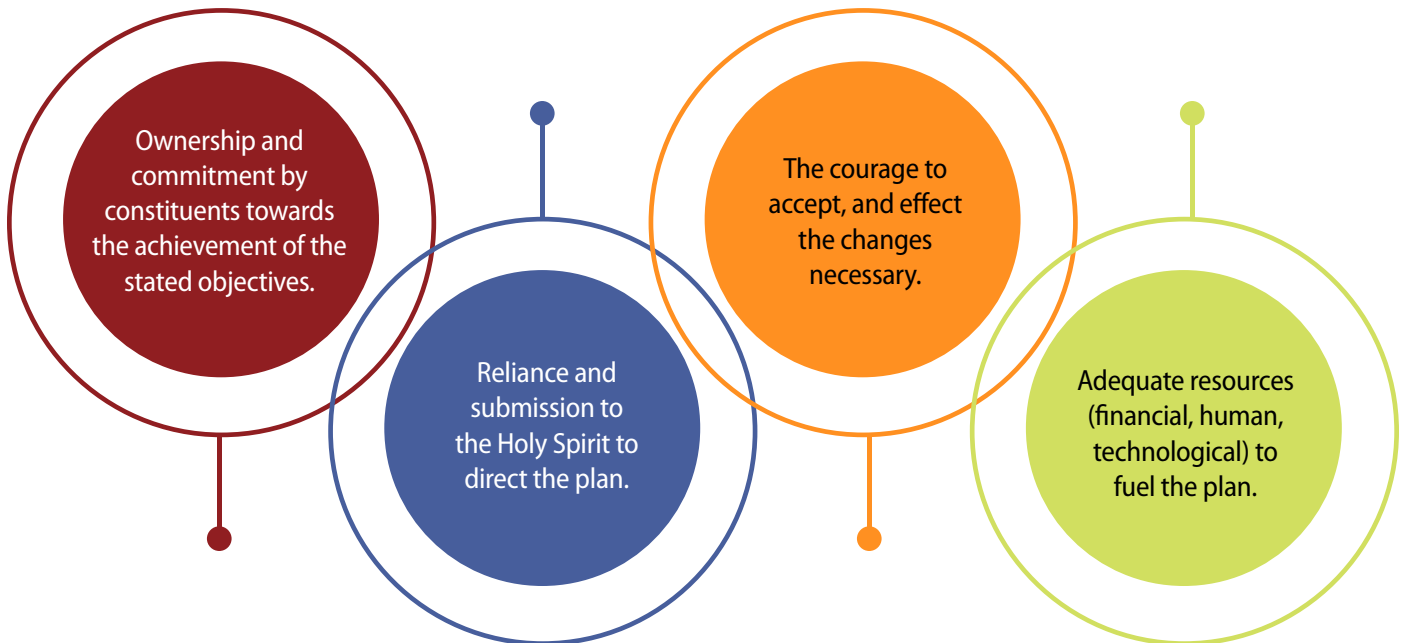 Ownership and
commitment by
constituents towards
the achievement of the
stated objectives.
Reliance and
submission to
the Holy Spirit to
direct the plan.
The courage to
accept, and effect
the changes
necessary.
Adequate resources
(financial, human,
technological) to
fuel the plan.